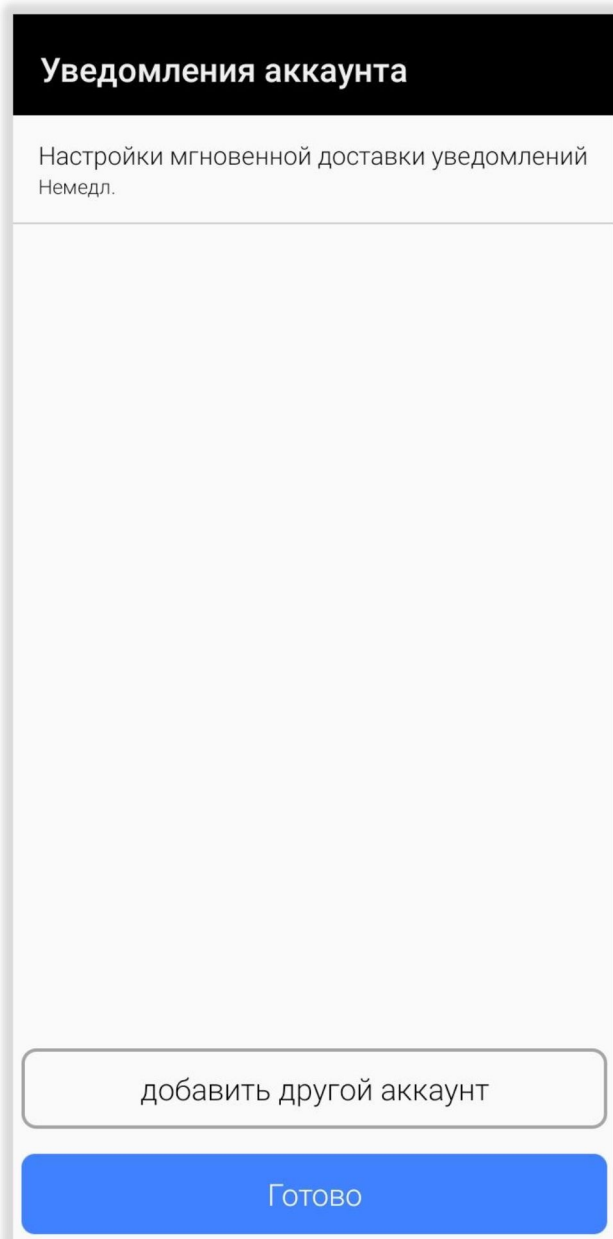 Уведомления аккаунта
Настройки мгновенной доставки уведомлений
Немедл.
добавить другой аккаунт
Готово